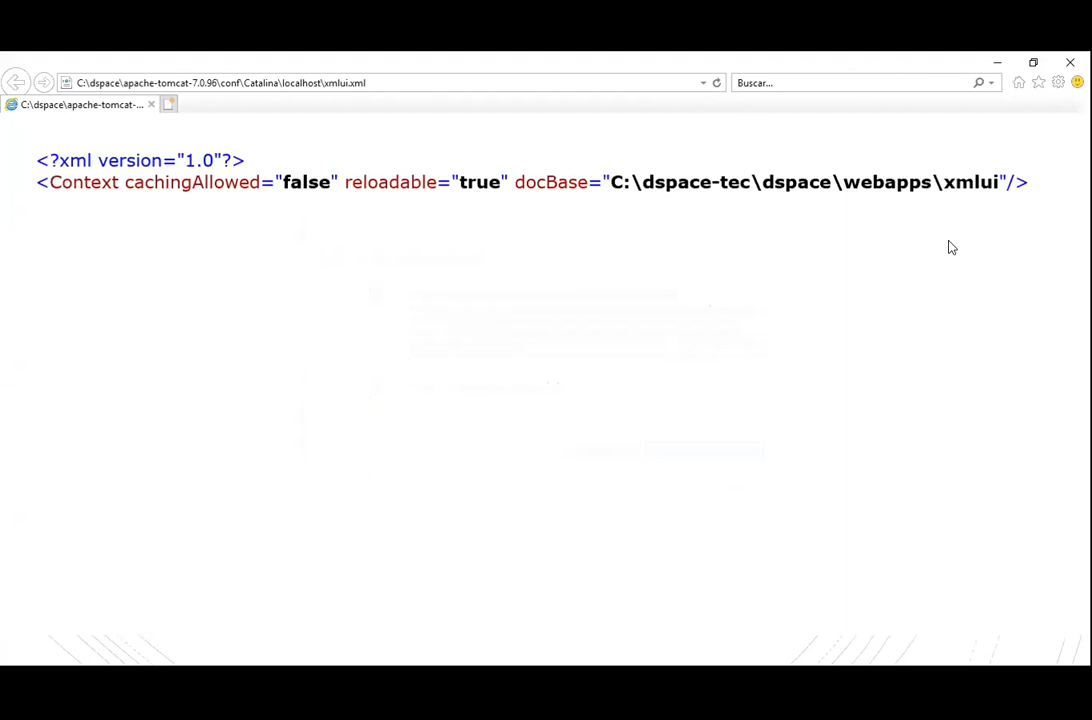 C:\dspace\apache-tomcat-7.0.96\conf\Catalina\localhost\xmlui.xml
Buscar...
C:\dspace\apache-tomcat-...
<?xml version="1.0"?>
<Context cachingAllowed="false" reloadable="true" docBase="C:\dspace-tec\dspace\webapps\xmlui"/>